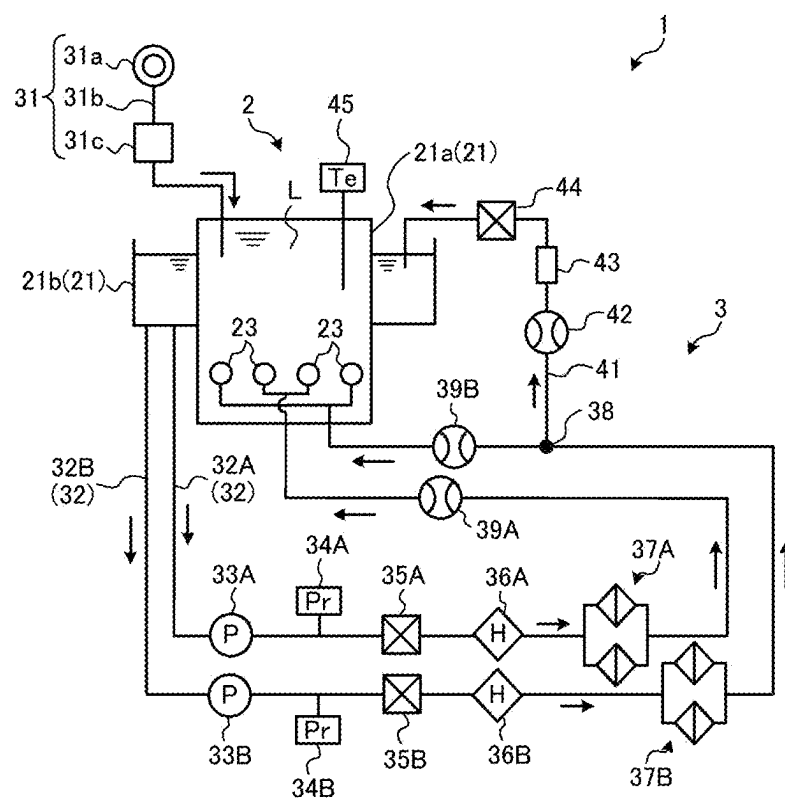 1
31a
31
31b
31c
2
45
Te
21a(21)
L
44
43
21b(21)
42
3
23
23
41
39B
38
32B
(32)
32A
(32)
39A
34A
37A
33A
Pr
35A
36A
P
H
P
H
Pr
33B
35B
36B
34B
37B